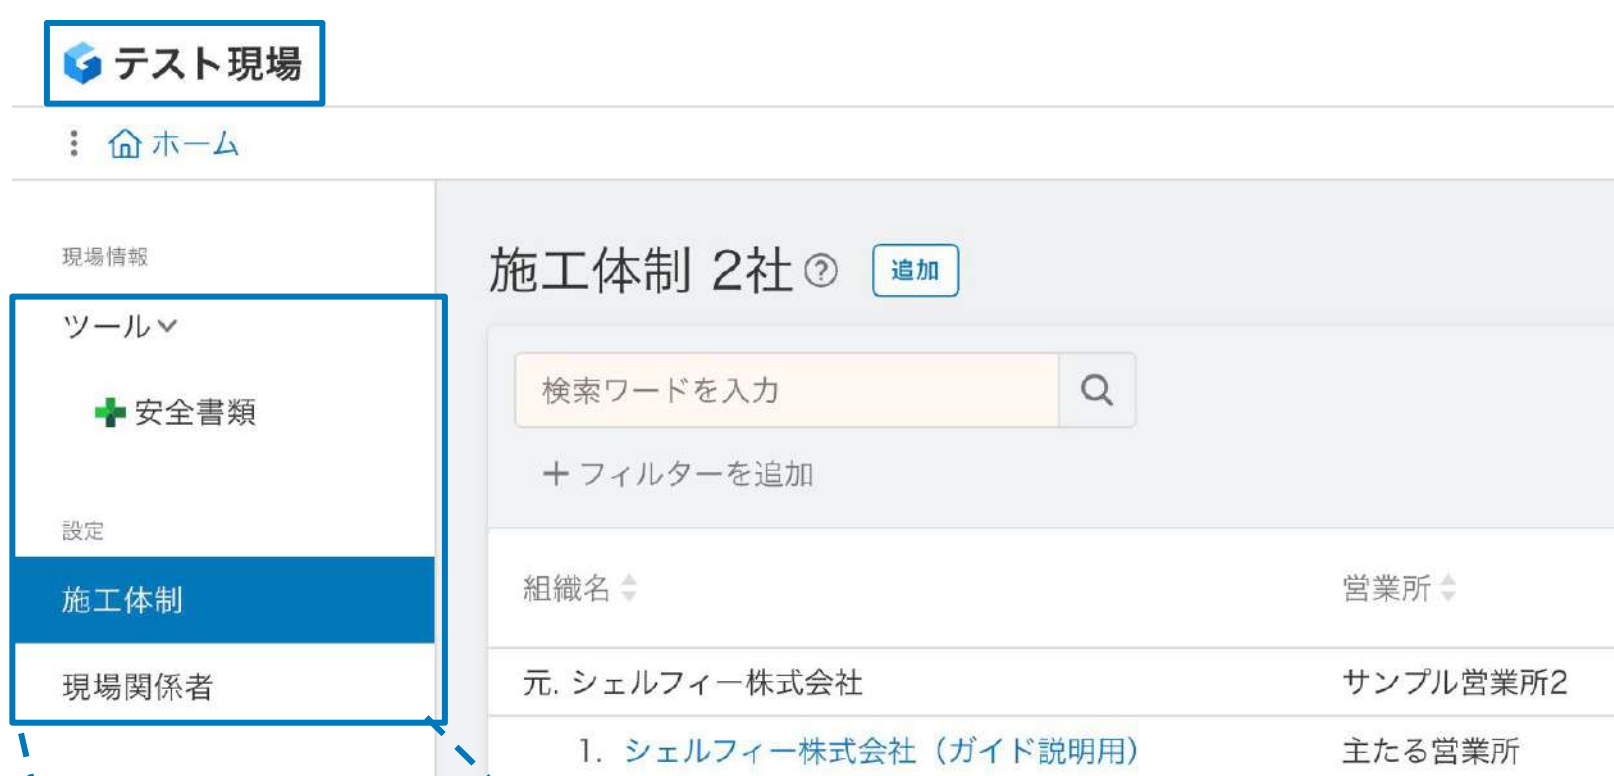 テスト現場
ホーム
現場情報
ツール
安全書類
設定
施工体制
現場関係者
施工体制 2社
追加
検索ワードを入力
+ フィルターを追加
組織名 営業所
元. シェルフィー株式会社 サンプル営業所2
1. シェルフィー株式会社（ガイド説明用） 主たる営業所